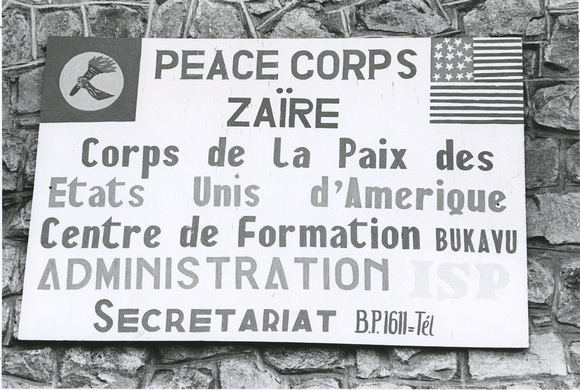 PEACE CORPS
ZAÏRE
Corps de La Paix des
Etats Unis d'Amerique
Centre de Formation BUKAVU
ADMINISTRATION ISP
SECRETARIAT B.P.1611=Tél